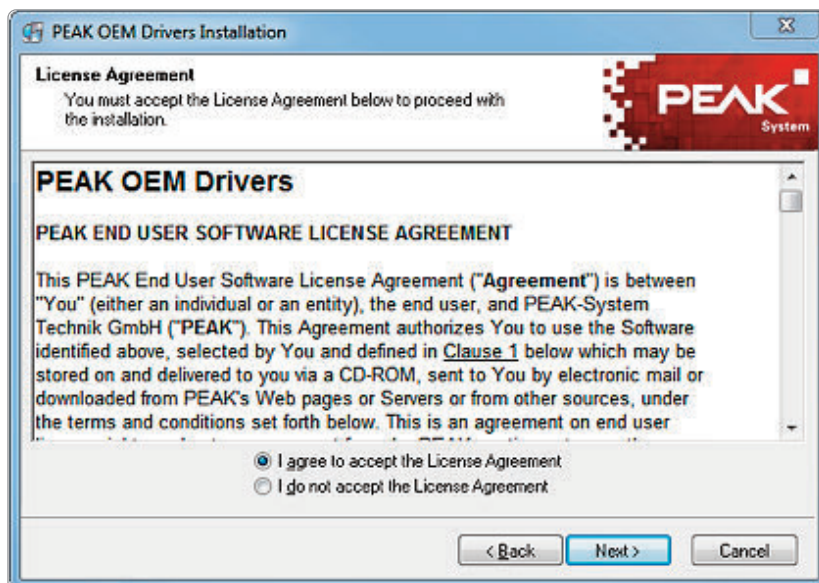 PEAK OEM Drivers Installation
License Agreement
You must accept the License Agreement below to proceed with
the installation.
PEAK
System
PEAK OEM Drivers
PEAK END USER SOFTWARE LICENSE AGREEMENT
This PEAK End User Software License Agreement ("Agreement") is between
"You" (either an individual or an entity), the end user, and PEAK-System
Technik GmbH ("PEAK"). This Agreement authorizes You to use the Software
identified above, selected by You and defined in Clause 1 below which may be
stored on and delivered to you via a CD-ROM, sent to You by electronic mail or
downloaded from PEAK's Web pages or Servers or from other sources, under
the terms and conditions set forth below. This is an agreement on end user
I agree to accept the License Agreement
I do not accept the License Agreement
< Back
Next >
Cancel